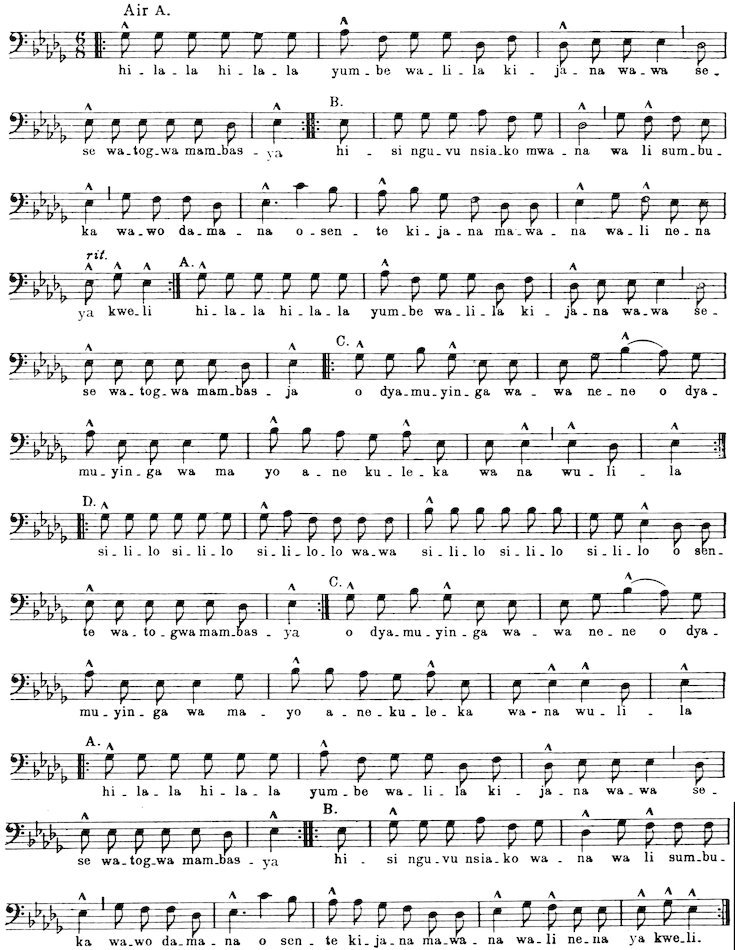 Air A.
hi_la_la hi_la_la yum_be wa_li_la ki_ja_na wa_wa se_
se wa_tog_wa mam_bas_ya
B.
hi_si ngu_vu nsia_ko mwa_na wa li sum_bu_
ka wa_wo da_ma_na o_sen_te ki_ja_na ma_wa_na wa_li ne_na
rit.
ya kwe_li
A.
hi_la_la hi_la_la yum_be wa_li_la ki_ja_na wa_wa se_
se wa_tog_wa mam_bas_ja
C.
o dya_mu_yin_ga wa_wa ne_ne o dya_
mu_yin_ga wa ma yo a_ne ku_le_ka wa na wu_li_la
D.
si_li_lo si_li_lo si_li_lo_lo wa_wa si_li_lo si_li_lo si_li_lo o sen_
te wa_to_gwa mam_bas_ya
C.
o dya_mu_yin_ga wa_wa ne_ne o dya_
mu_yin_ga wa ma_yo a_ne_ku_le_ka wa_na wu_li_la
A.
hi_la_la hi_la_la yum_be wa_li_la ki_ja_na wa_wa se_
se wa_tog_wa mam_bas_ya
B.
hi_si ngu_vu nsia_ko wa_na wa li sum_bu_
ka wa_wo da_ma_na o sen_te ki_ja_na ma_wa_na wa_li ne_na ya kwe_li.